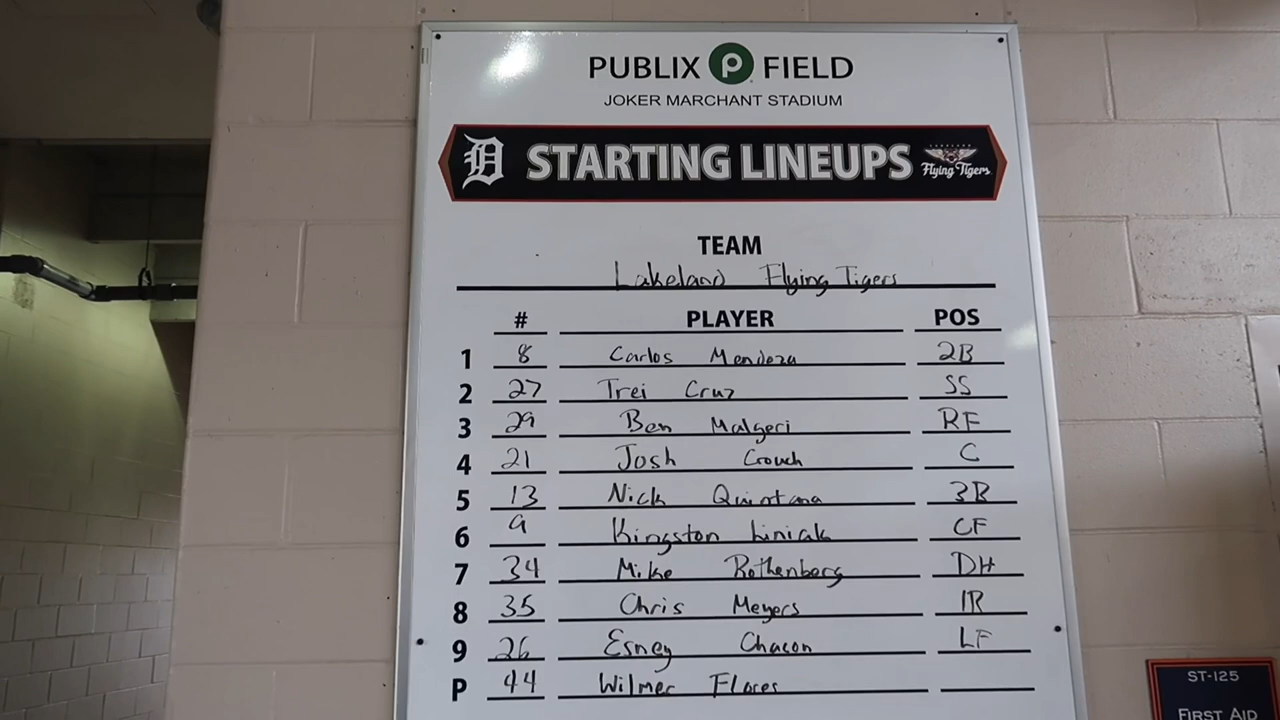 PUBLIX P FIELD
JOKER MARCHANT STADIUM
D STARTING LINEUPS LAKELAND Flying Tigers
TEAM
Lakeland Flying Tigers
# PLAYER POS
1 8 Carlos Mendoza 2B
2 27 Trei Cruz SS
3 29 Ben Malgeri RF
4 21 Josh Crouch C
5 13 Nick Quintana 3B
6 9 Kingston Liniak CF
7 34 Mike Rothenberg DH
8 35 Chris Meyers 1B
9 26 Esney Chacon LF
P 44 Wilmer Flores
ST-125
FIRST AID